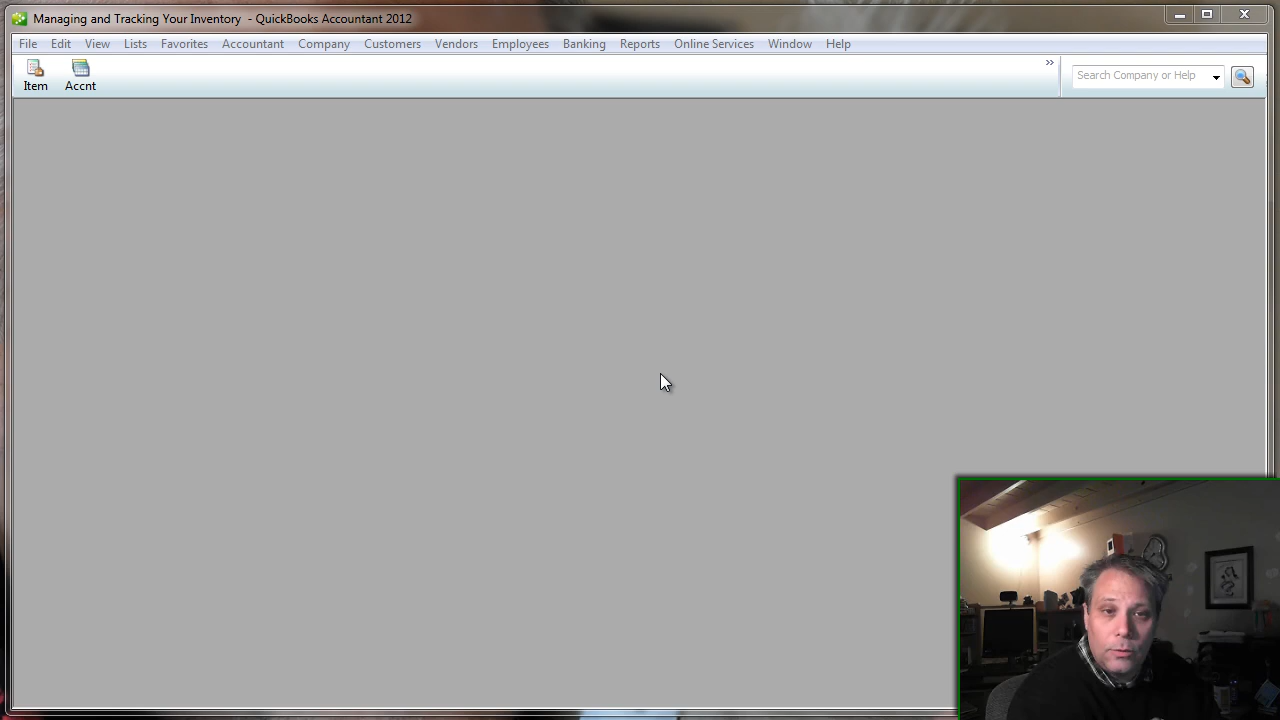 Managing and Tracking Your Inventory - QuickBooks Accountant 2012
File Edit View Lists Favorites Accountant Company Customers Vendors Employees Banking Reports Online Services Window Help
Item Accnt » Search Company or Help